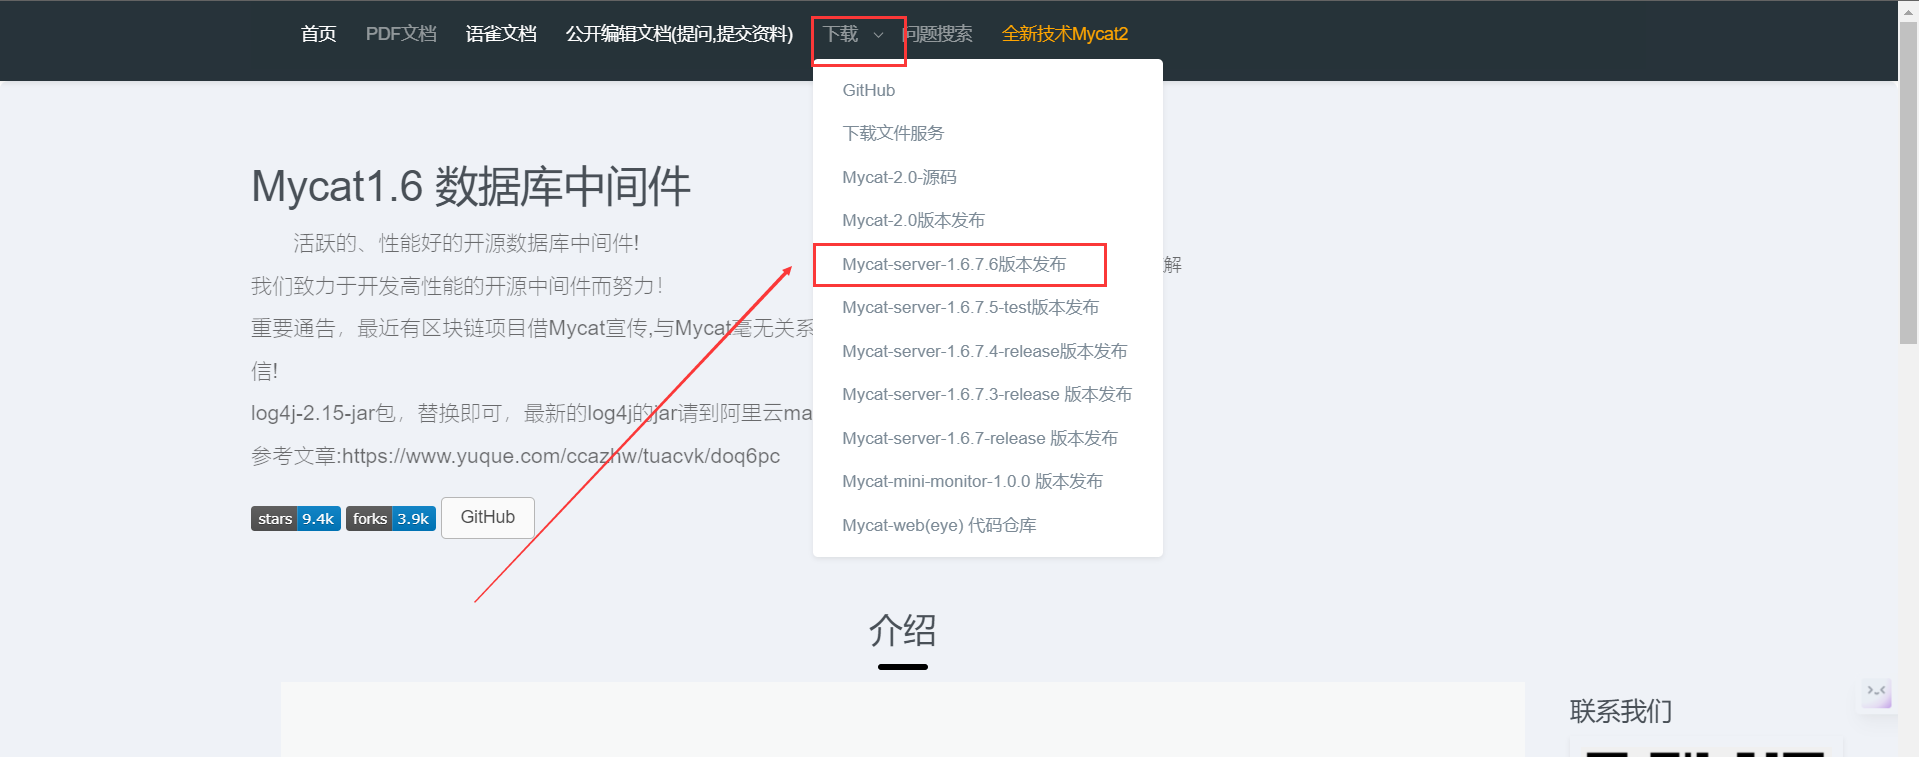 首页 PDF文档 语雀文档 公开编辑文档(提问,提交资料) 下载 问题搜索 全新技术Mycat2
GitHub
下载文件服务
Mycat-2.0-源码
Mycat-2.0版本发布
Mycat-server-1.6.7.6版本发布
Mycat-server-1.6.7.5-test版本发布
Mycat-server-1.6.7.4-release版本发布
Mycat-server-1.6.7.3-release 版本发布
Mycat-server-1.6.7-release 版本发布
Mycat-mini-monitor-1.0.0 版本发布
Mycat-web(eye) 代码仓库
Mycat1.6 数据库中间件
活跃的、性能好的开源数据库中间件!
我们致力于开发高性能的开源中间件而努力!
解
重要通告，最近有区块链项目借Mycat宣传,与Mycat毫无关系
信!
log4j-2.15-jar包，替换即可，最新的log4j的jar请到阿里云ma
参考文章:https://www.yuque.com/ccazhw/tuacvk/doq6pc
stars 9.4k forks 3.9k GitHub
介绍
联系我们